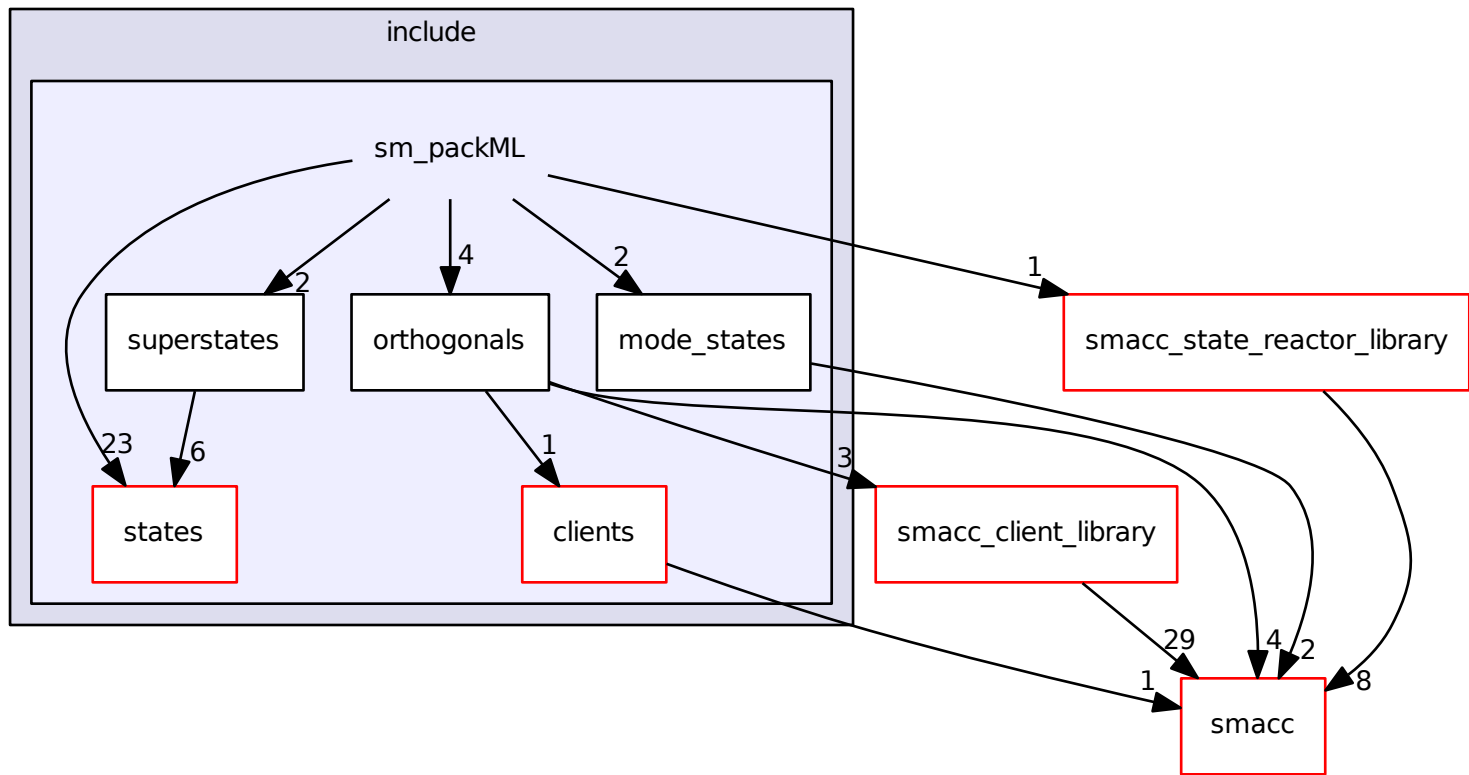 include
sm_packML
1
2
4
2
superstates
orthogonals
mode_states
smacc_state_reactor_library
23
6
1
3
states
clients
smacc_client_library
29
4
2
1
8
smacc